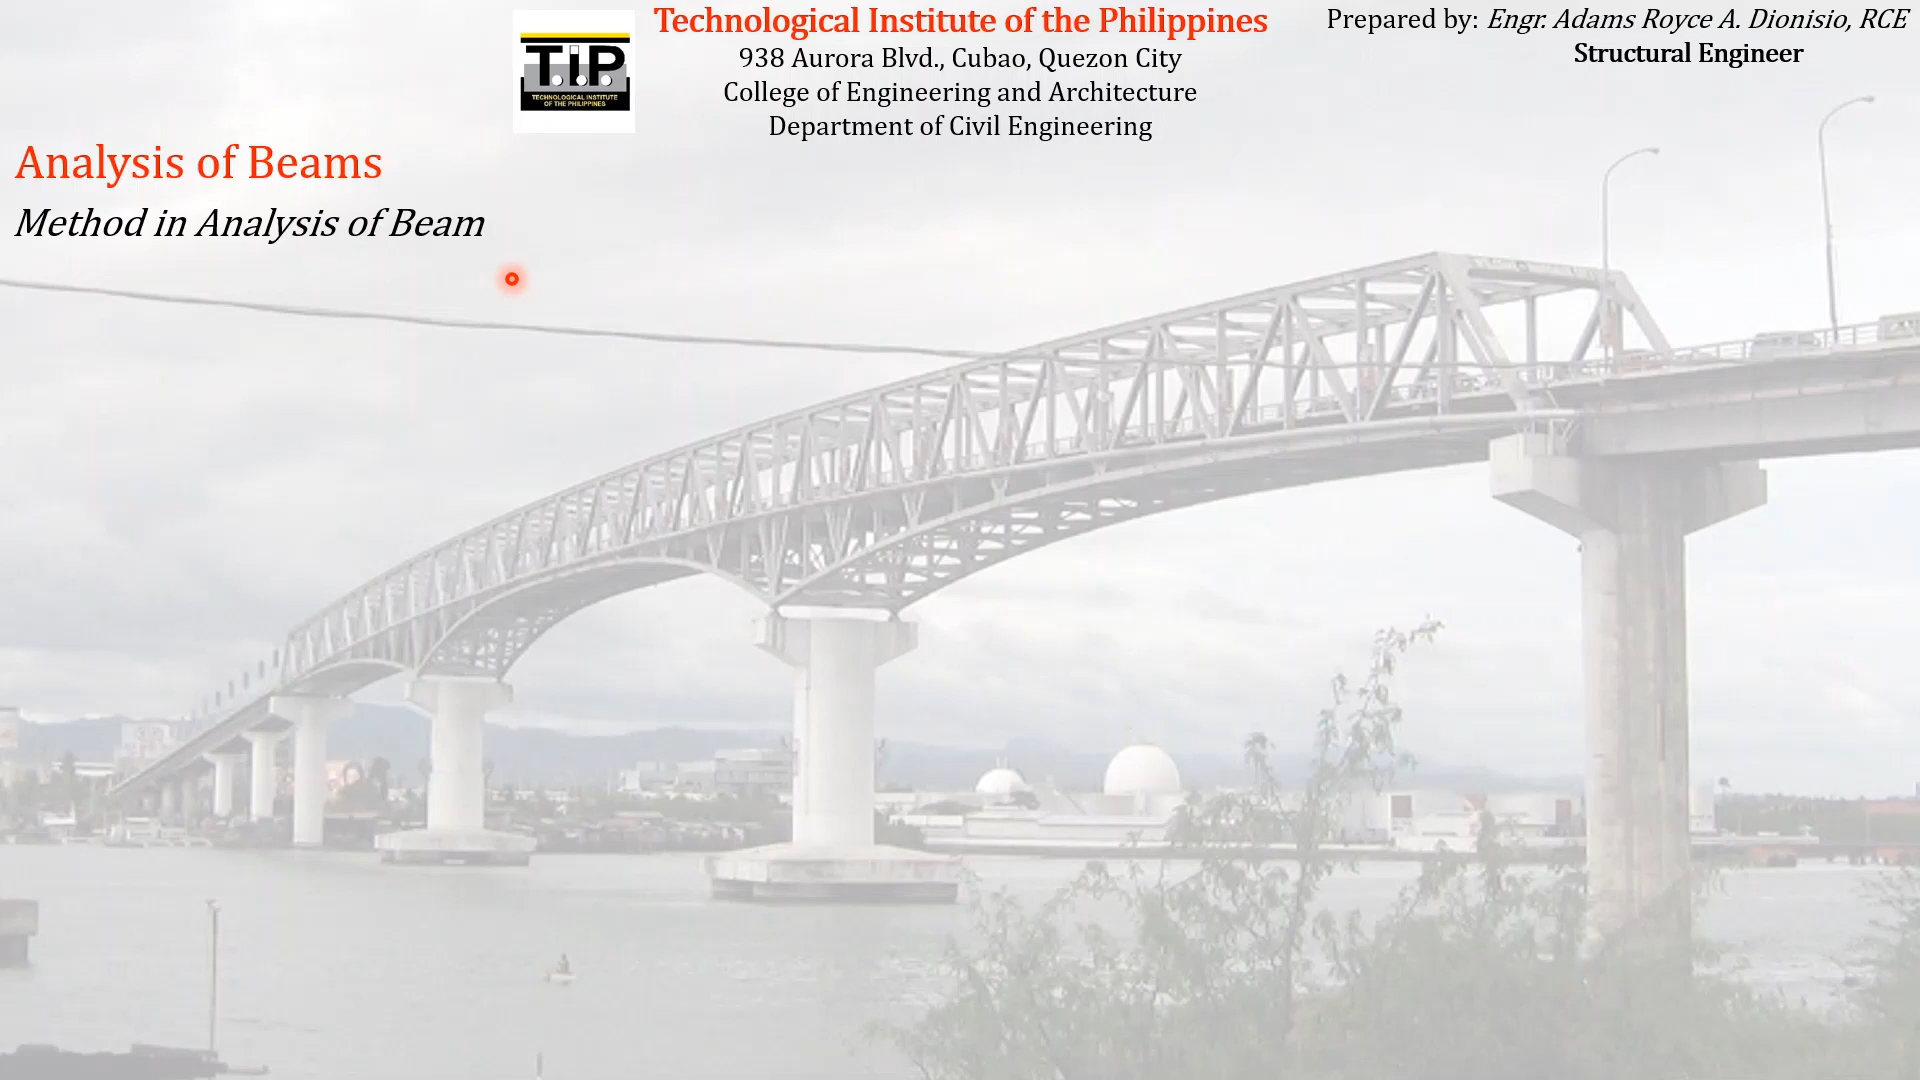 T.I.P
TECHNOLOGICAL INSTITUTE
OF THE PHILIPPINES
Technological Institute of the Philippines
938 Aurora Blvd., Cubao, Quezon City
College of Engineering and Architecture
Department of Civil Engineering
Prepared by: Engr. Adams Royce A. Dionisio, RCE
Structural Engineer
Analysis of Beams
Method in Analysis of Beam